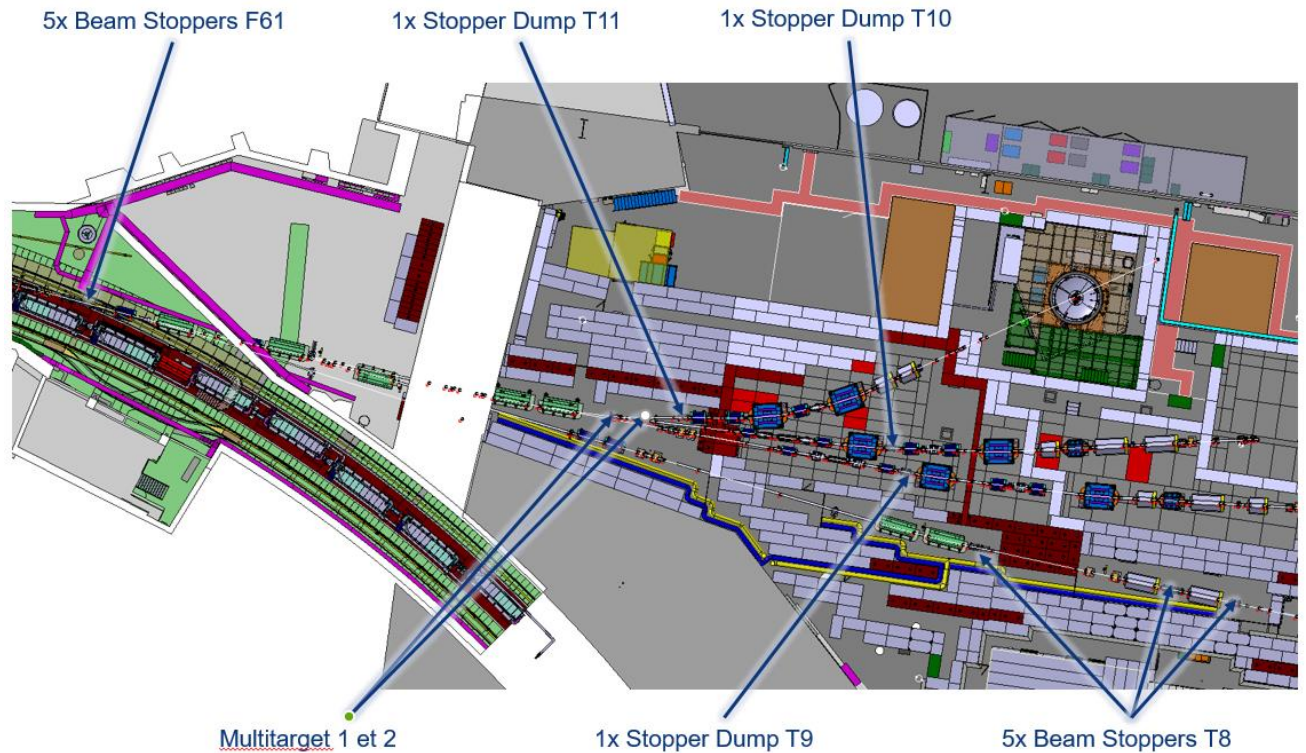 5x Beam Stoppers F61
1x Stopper Dump T11
1x Stopper Dump T10
Multitarget 1 et 2
1x Stopper Dump T9
5x Beam Stoppers T8